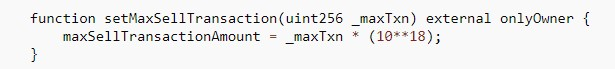 function setMaxSellTransaction(uint256 _maxTxn) external onlyOwner {
    maxSellTransactionAmount = _maxTxn * (10**18);
}